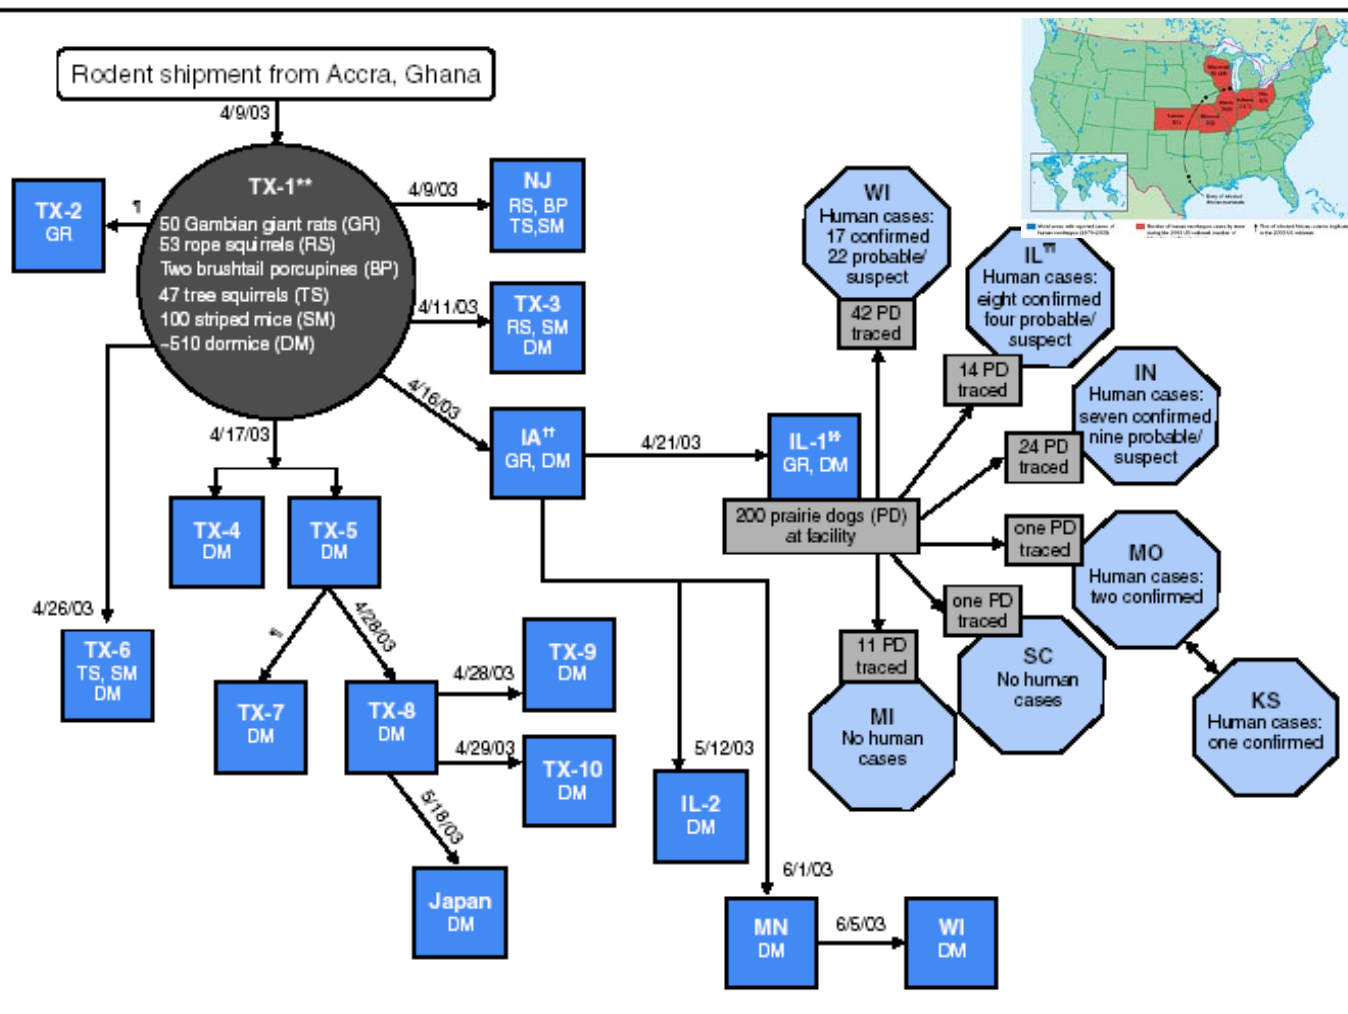 Rodent shipment from Accra, Ghana
4/9/03
TX-1**
50 Gambian giant rats (GR)
53 rope squirrels (RS)
Two brushtail porcupines (BP)
47 tree squirrels (TS)
100 striped mice (SM)
~510 dormice (DM)
¶
TX-2
GR
4/9/03
NJ
RS, BP
TS,SM
4/11/03
TX-3
RS, SM
DM
4/16/03
IA††
GR, DM
4/21/03
IL-1§§
GR, DM
200 prairie dogs (PD)
at facility
4/17/03
TX-4
DM
TX-5
DM
4/26/03
TX-6
TS, SM
DM
TX-7
DM
4/28/03
TX-8
DM
4/28/03
TX-9
DM
4/29/03
TX-10
DM
5/18/03
Japan
DM
5/12/03
IL-2
DM
6/1/03
MN
DM
6/5/03
WI
DM
WI
Human cases:
17 confirmed
22 probable/
suspect
42 PD
traced
IL¶¶
Human cases:
eight confirmed
four probable/
suspect
14 PD
traced
IN
Human cases:
seven confirmed
nine probable/
suspect
24 PD
traced
one PD
traced
MO
Human cases:
two confirmed
one PD
traced
SC
No human
cases
11 PD
traced
MI
No human
cases
KS
Human cases:
one confirmed